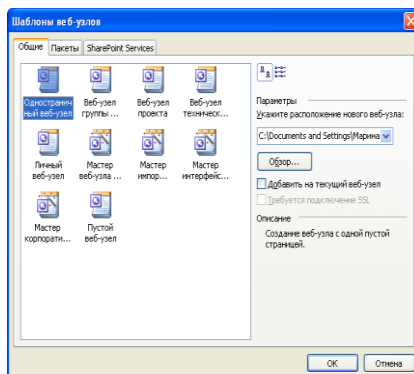 Шаблоны веб-узлов
Общие Пакеты SharePoint Services
Одностранич
ный веб-узел
Веб-узел
группы ...
Веб-узел
проекта
Веб-узел
техническ...
Личный
веб-узел
Мастер
веб-узла ...
Мастер
импор...
Мастер
интерфейс...
Мастер
корпорати...
Пустой
веб-узел
Параметры
Укажите расположение нового веб-узла:
C:\Documents and Settings\Марина
Обзор...
Добавить на текущий веб-узел
Требуется подключение SSL
Описание
Создание веб-узла с одной пустой
страницей.
OK Отмена